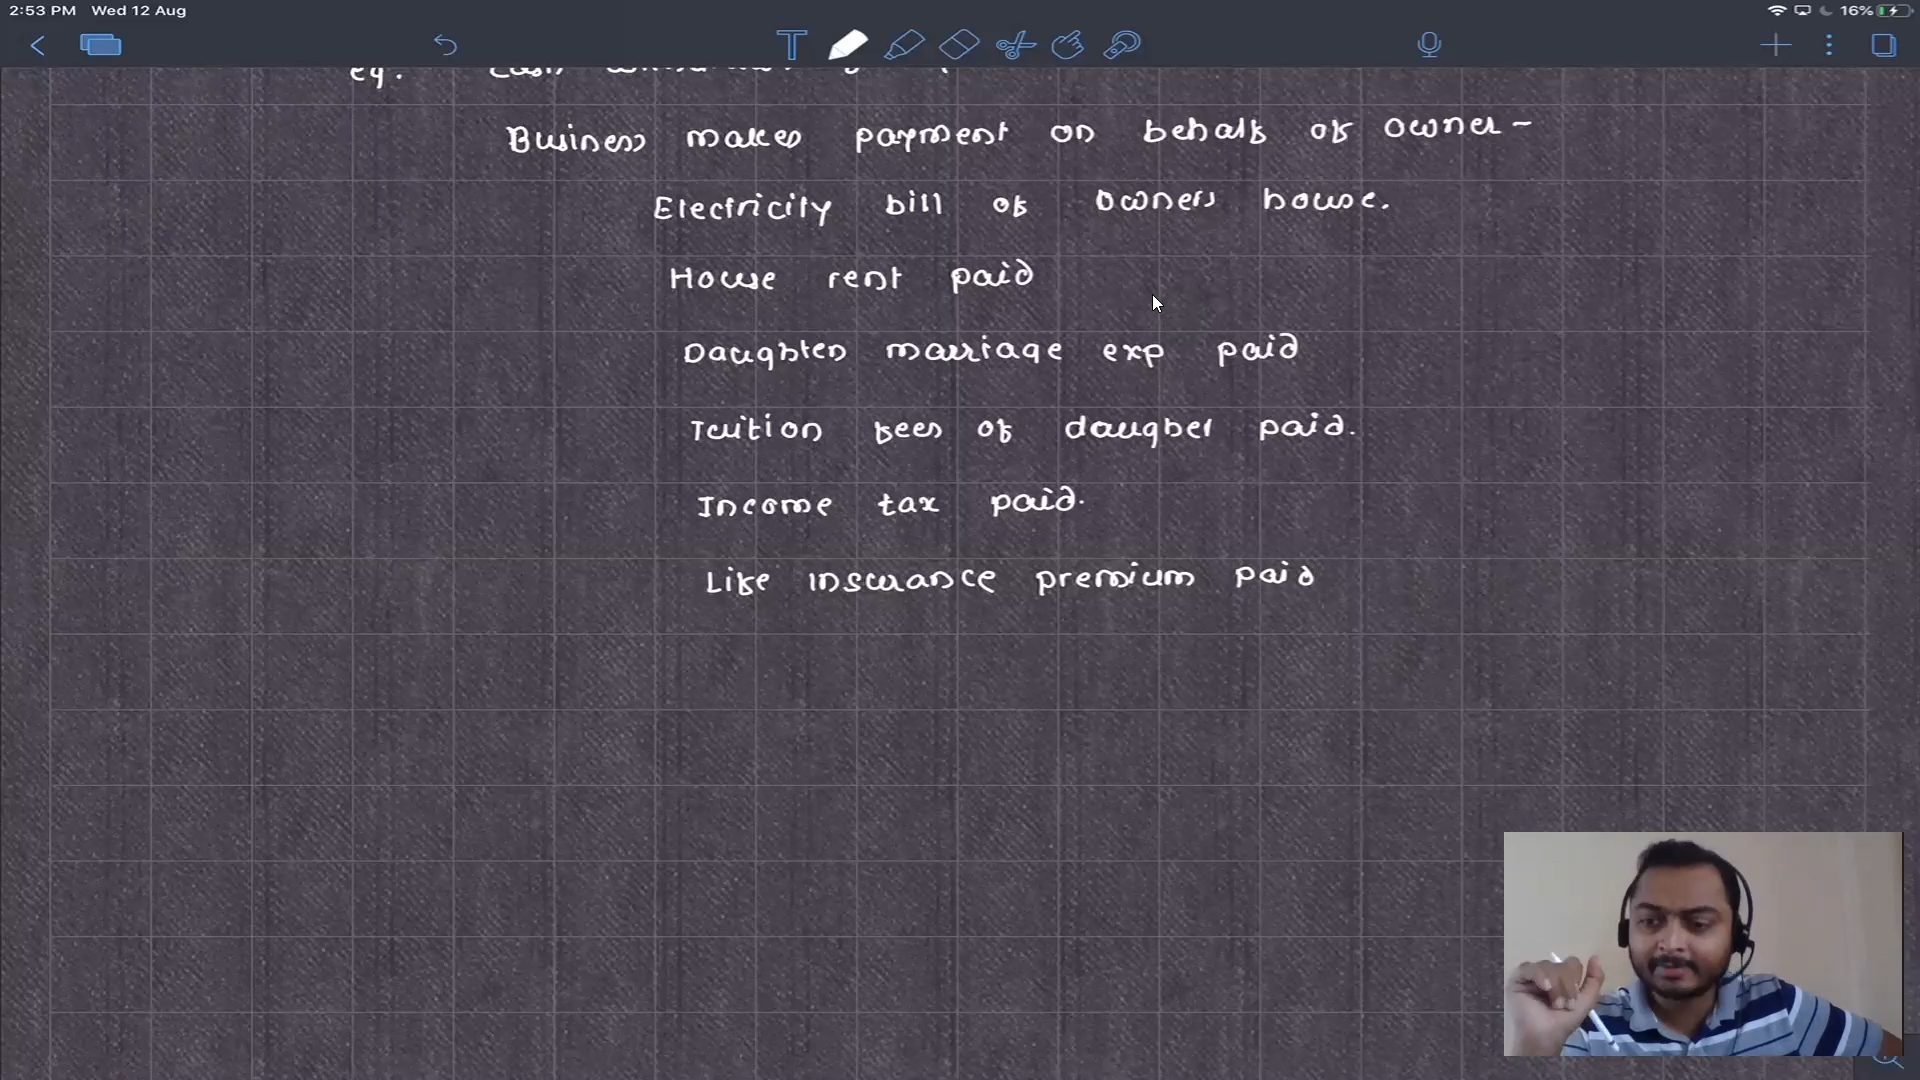 2:53 PM Wed 12 Aug
16%
T
eg. Cash
Business makes payment on behalf of owner -
Electricity bill of owners house.
House rent paid
Daughter marriage exp paid
Tuition fees of daugher paid.
Income tax paid.
Life insurance premium paid